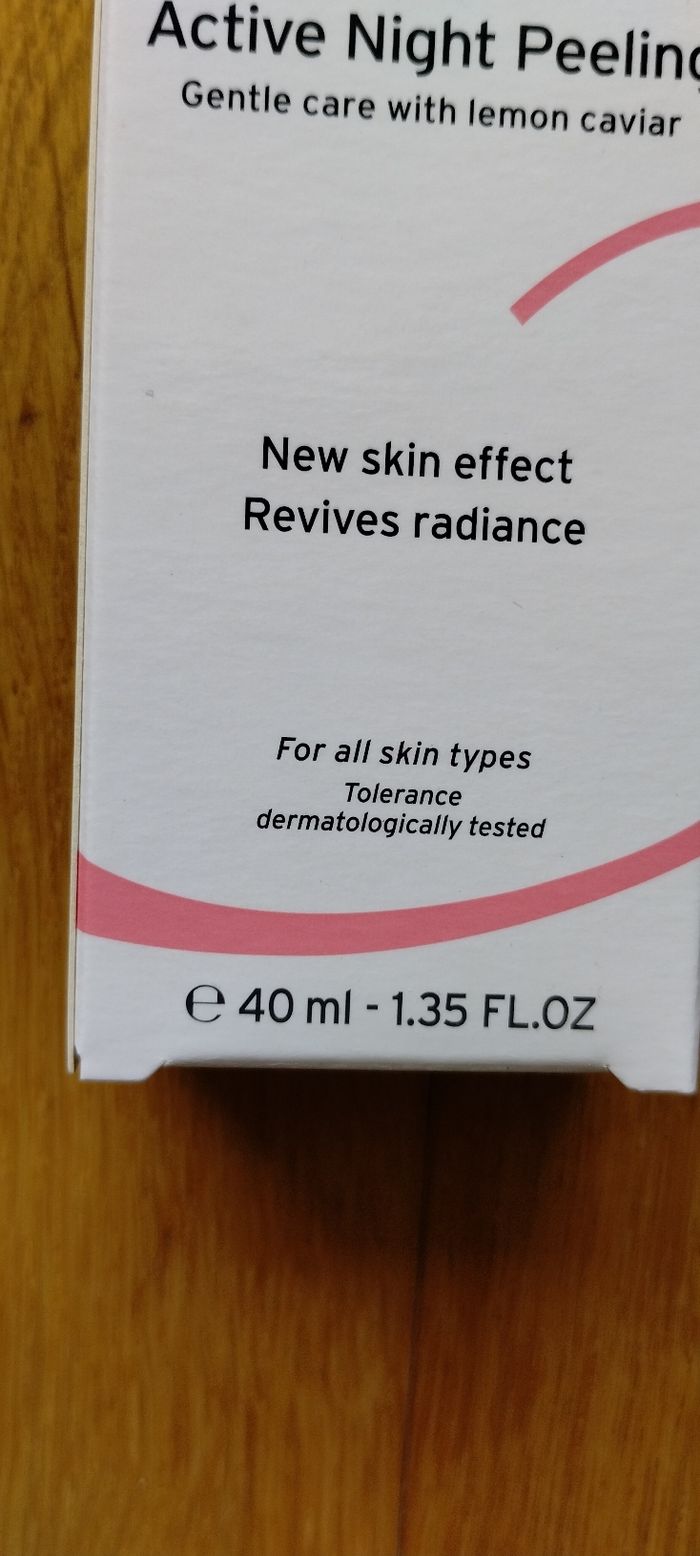 Active Night Peeling
Gentle care with lemon caviar
New skin effect
Revives radiance
For all skin types
Tolerance
dermatologically tested
℮ 40 ml - 1.35 FL.OZ